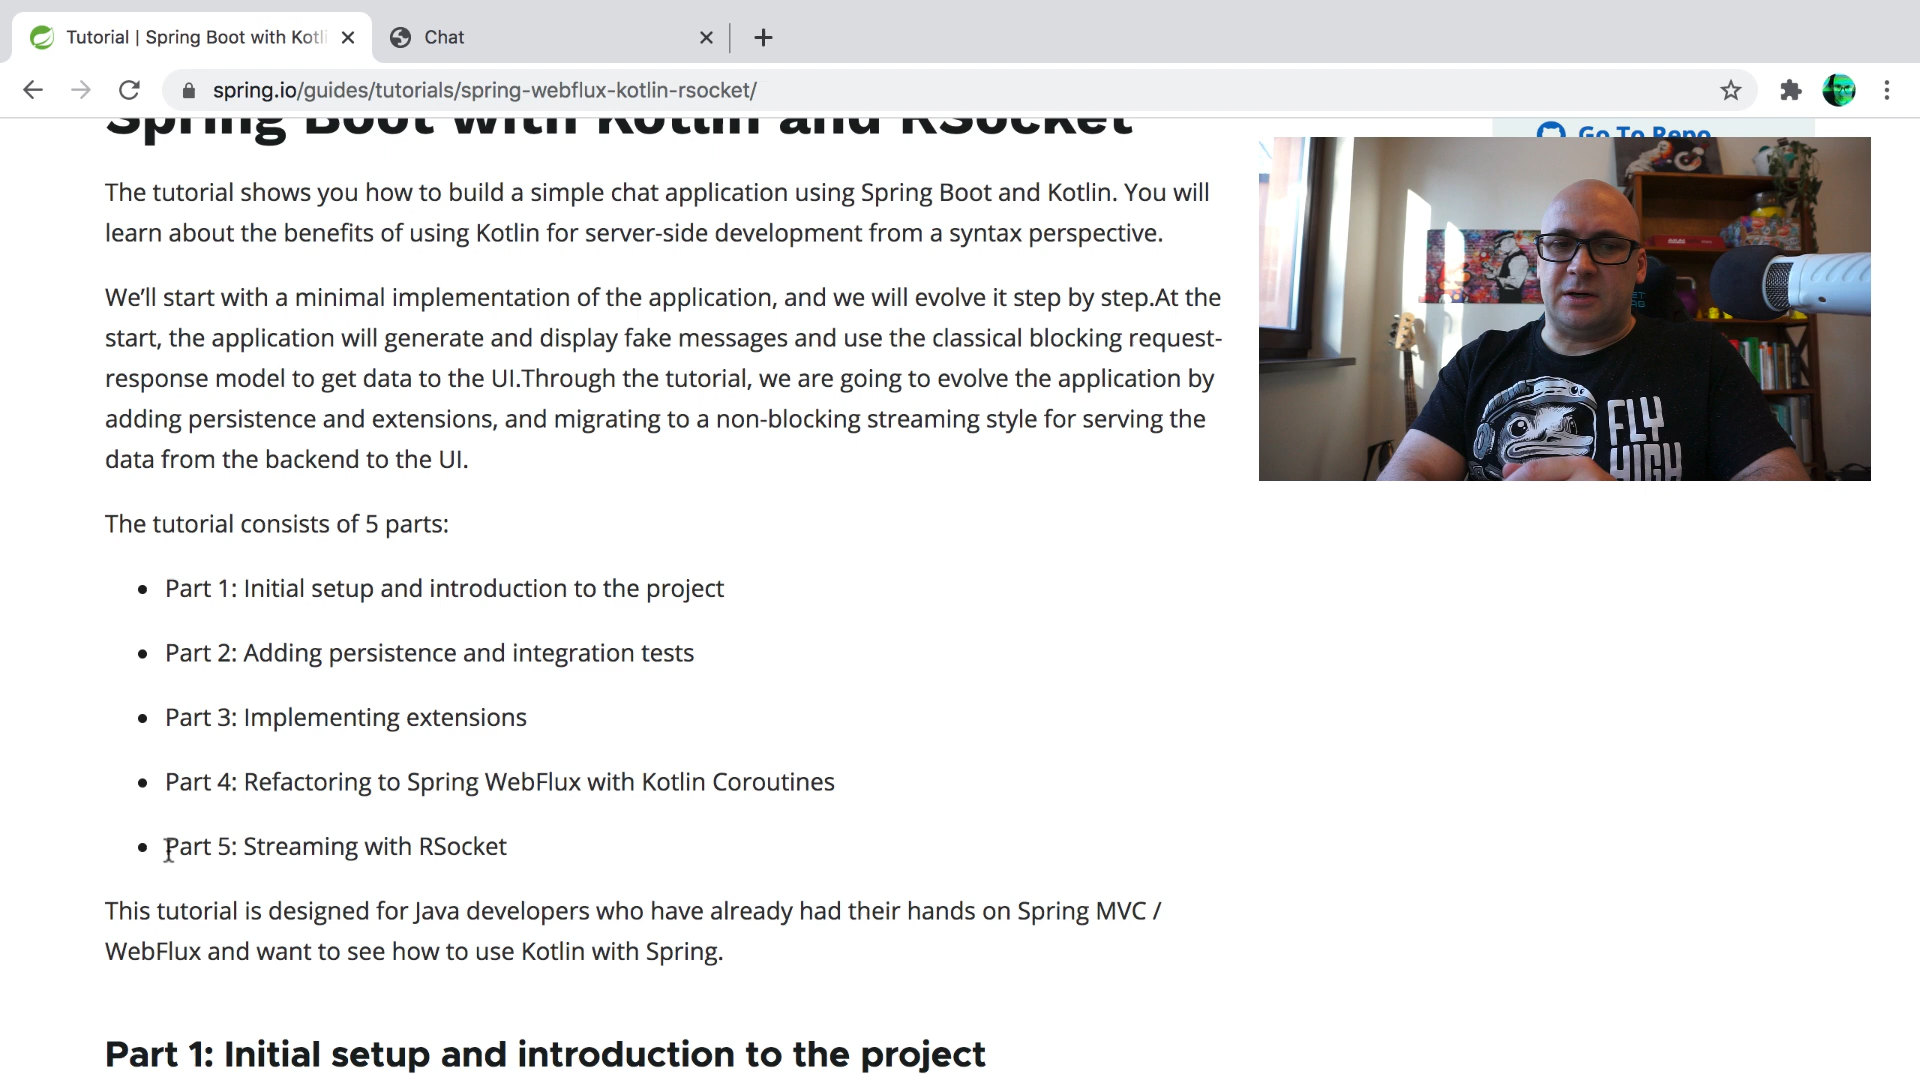 Tutorial | Spring Boot with Kotli
Chat
spring.io/guides/tutorials/spring-webflux-kotlin-rsocket/
Spring Boot with Kotlin and RSocket
Go To Repo
The tutorial shows you how to build a simple chat application using Spring Boot and Kotlin. You will
learn about the benefits of using Kotlin for server-side development from a syntax perspective.
We’ll start with a minimal implementation of the application, and we will evolve it step by step.At the
start, the application will generate and display fake messages and use the classical blocking request-
response model to get data to the UI.Through the tutorial, we are going to evolve the application by
adding persistence and extensions, and migrating to a non-blocking streaming style for serving the
data from the backend to the UI.
FLY
HIGH
The tutorial consists of 5 parts:
• Part 1: Initial setup and introduction to the project
• Part 2: Adding persistence and integration tests
• Part 3: Implementing extensions
• Part 4: Refactoring to Spring WebFlux with Kotlin Coroutines
• Part 5: Streaming with RSocket
This tutorial is designed for Java developers who have already had their hands on Spring MVC /
WebFlux and want to see how to use Kotlin with Spring.
Part 1: Initial setup and introduction to the project